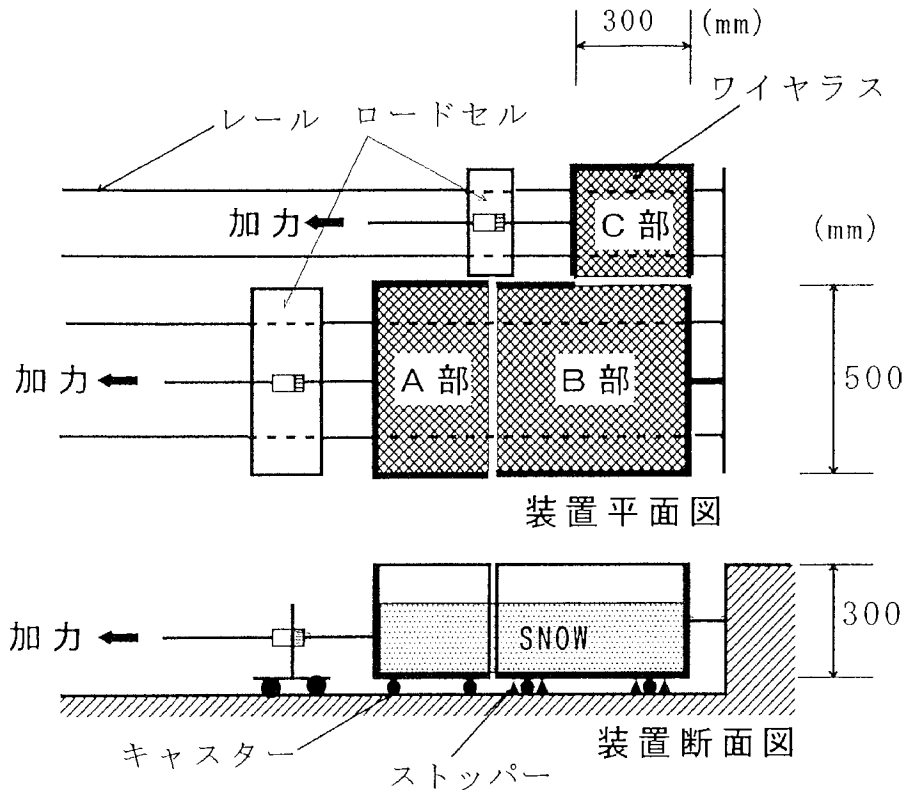 300 (mm)
ワイヤラス
レール ロードセル
加力 C部 (mm)
加力 A部 B部 500
装置平面図
加力 SNOW 300
キャスター 装置断面図
ストッパー